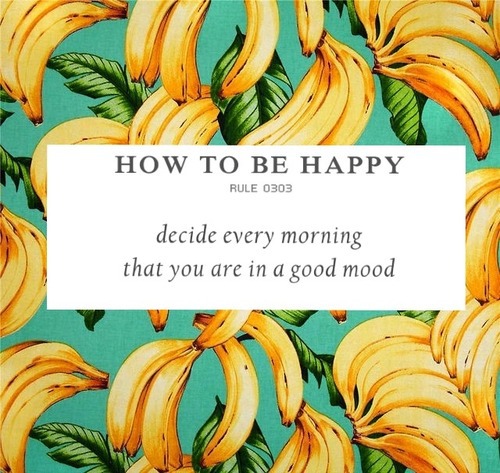 HOW TO BE HAPPY
RULE 0303
decide every morning
that you are in a good mood